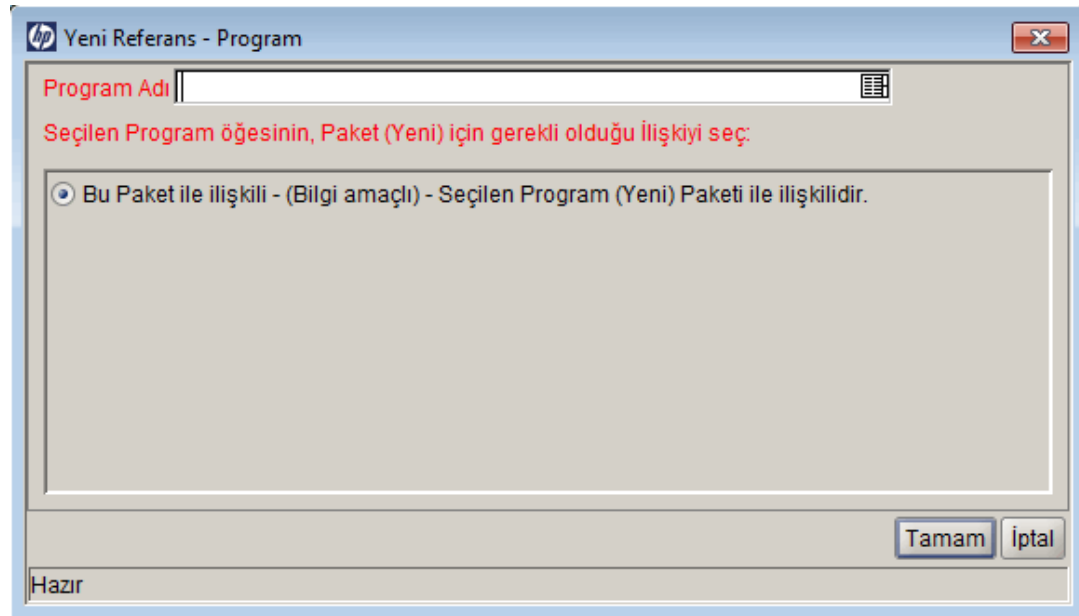 hp Yeni Referans - Program
Program Adı
Seçilen Program öğesinin, Paket (Yeni) için gerekli olduğu İlişkiyi seç:
Bu Paket ile ilişkili - (Bilgi amaçlı) - Seçilen Program (Yeni) Paketi ile ilişkilidir.
Tamam İptal
Hazır